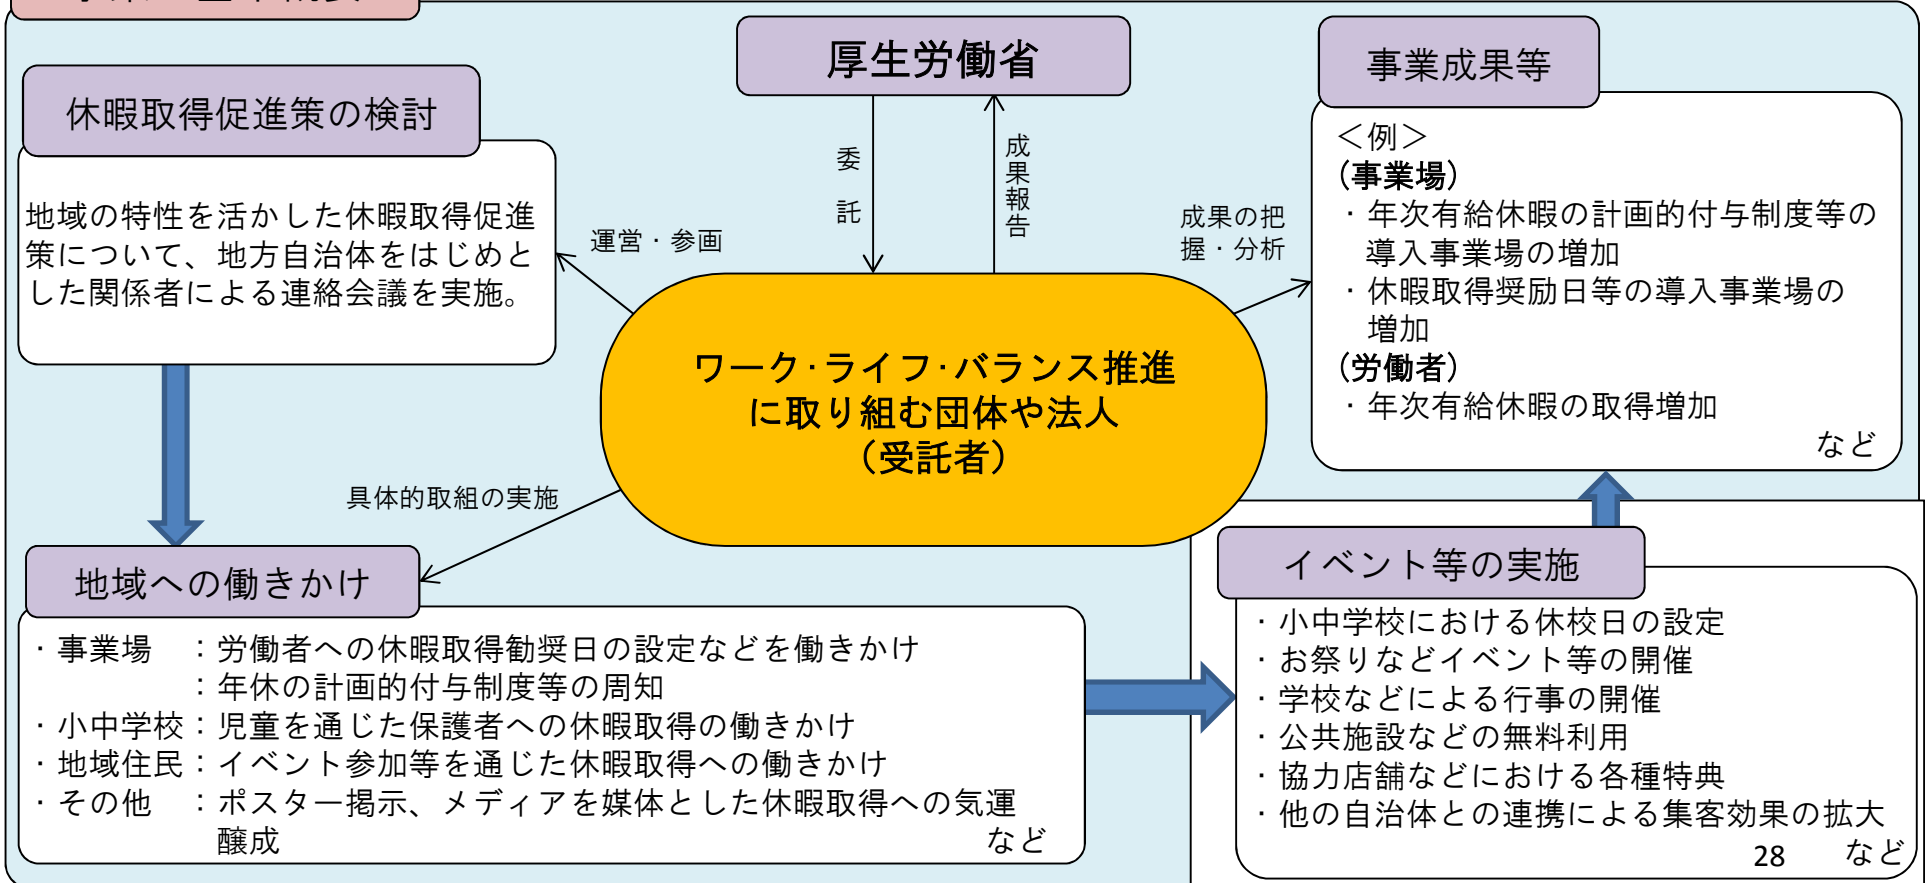 厚生労働省
委託
成果報告
休暇取得促進策の検討
地域の特性を活かした休暇取得促進
策について、地方自治体をはじめと
した関係者による連絡会議を実施。
運営・参画
事業成果等
＜例＞
(事業場)
・年次有給休暇の計画的付与制度等の
導入事業場の増加
・休暇取得奨励日等の導入事業場の
増加
(労働者)
・年次有給休暇の取得増加
など
成果の把
握・分析
ワーク・ライフ・バランス推進
に取り組む団体や法人
（受託者）
具体的取組の実施
地域への働きかけ
・事業場　：労働者への休暇取得勧奨日の設定などを働きかけ
：年休の計画的付与制度等の周知
・小中学校：児童を通じた保護者への休暇取得の働きかけ
・地域住民：イベント参加等を通じた休暇取得への働きかけ
・その他　：ポスター掲示、メディアを媒体とした休暇取得への気運
醸成　など
イベント等の実施
・小中学校における休校日の設定
・お祭りなどイベント等の開催
・学校などによる行事の開催
・公共施設などの無料利用
・協力店舗などにおける各種特典
・他の自治体との連携による集客効果の拡大
など
28